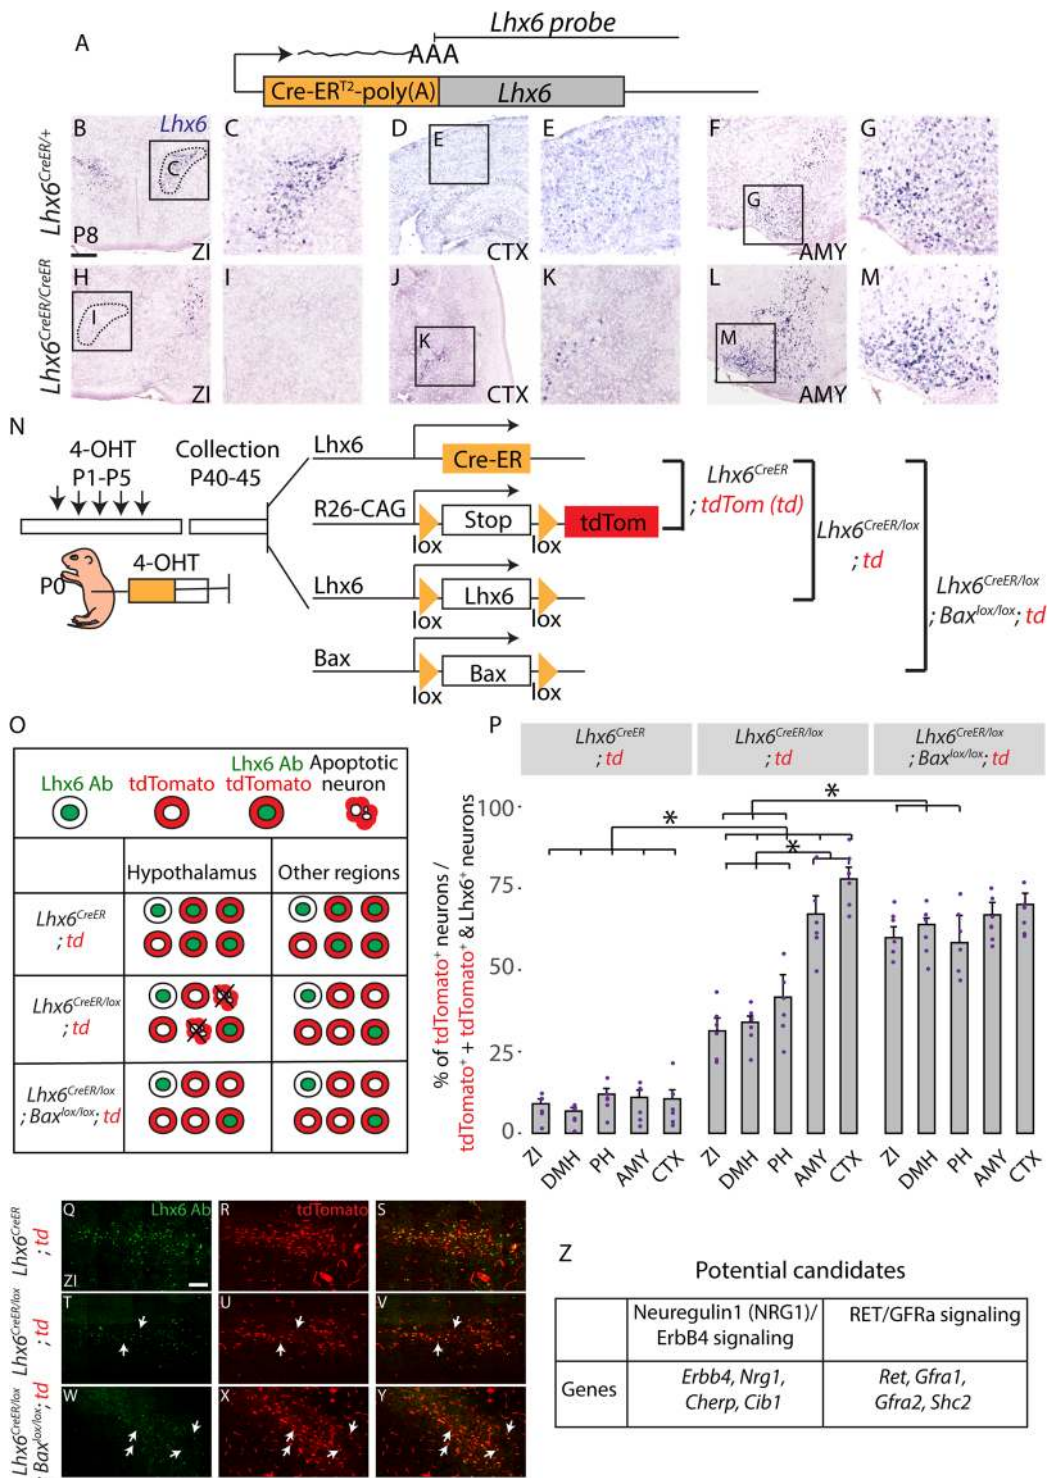 A
Lhx6 probe
AAA
Cre-ERT2-poly(A)
Lhx6
Lhx6CreER/+
B
Lhx6
C
P8
ZI
C
D
E
CTX
E
F
G
AMY
G
Lhx6CreER/CreER
H
I
ZI
I
J
K
CTX
K
L
M
AMY
M
N
4-OHT
P1-P5
Collection
P40-45
P0
4-OHT
Lhx6
Cre-ER
R26-CAG
Stop
tdTom
lox
lox
Lhx6
Lhx6
lox
lox
Bax
Bax
lox
lox
Lhx6CreER
; tdTom (td)
Lhx6CreER/lox
; td
Lhx6CreER/lox
; Baxlox/lox; td
O
Lhx6 Ab
tdTomato
Lhx6 Ab
tdTomato
Apoptotic
neuron
Hypothalamus
Other regions
Lhx6CreER
; td
Lhx6CreER/lox
; td
Lhx6CreER/lox
; Baxlox/lox; td
P
Lhx6CreER
; td
Lhx6CreER/lox
; td
Lhx6CreER/lox
; Baxlox/lox; td
% of tdTomato+ neurons /
tdTomato+ + tdTomato+ & Lhx6+ neurons
100
75
50
25
0
*
*
*
ZI
DMH
PH
AMY
CTX
ZI
DMH
PH
AMY
CTX
ZI
DMH
PH
AMY
CTX
Lhx6CreER
; td
Q
Lhx6 Ab
ZI
R
tdTomato
S
Lhx6CreER/lox
; td
T
U
V
Lhx6CreER/lox
; Baxlox/lox; td
W
X
Y
Z
Potential candidates
Neuregulin1 (NRG1)/
ErbB4 signaling
RET/GFRa signaling
Genes
Erbb4, Nrg1,
Cherp, Cib1
Ret, Gfra1,
Gfra2, Shc2